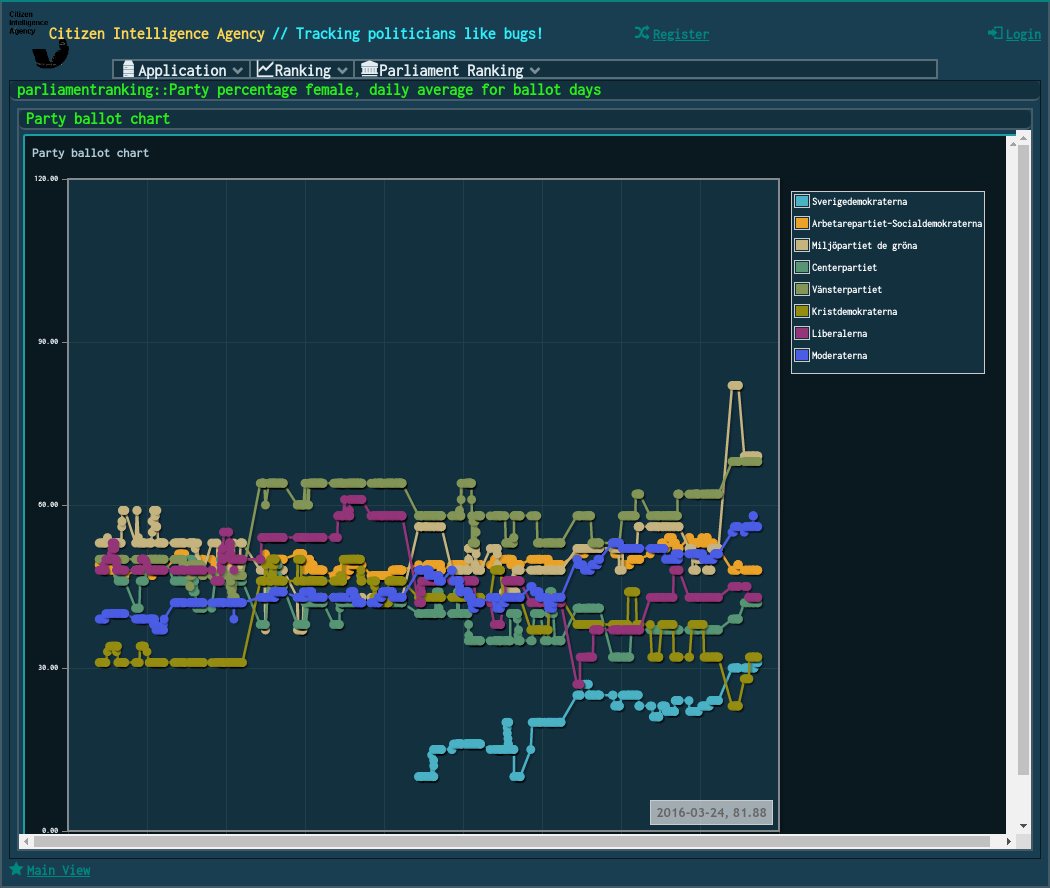 Citizen
Intelligence
Agency
Citizen Intelligence Agency // Tracking politicians like bugs!
Register
Login
Application
Ranking
Parliament Ranking
parliamentranking::Party percentage female, daily average for ballot days
Party ballot chart
Party ballot chart
120.00
90.00
60.00
30.00
0.00
Sverigedemokraterna
Arbetarepartiet-Socialdemokraterna
Miljöpartiet de gröna
Centerpartiet
Vänsterpartiet
Kristdemokraterna
Liberalerna
Moderaterna
2016-03-24, 81.88
Main View